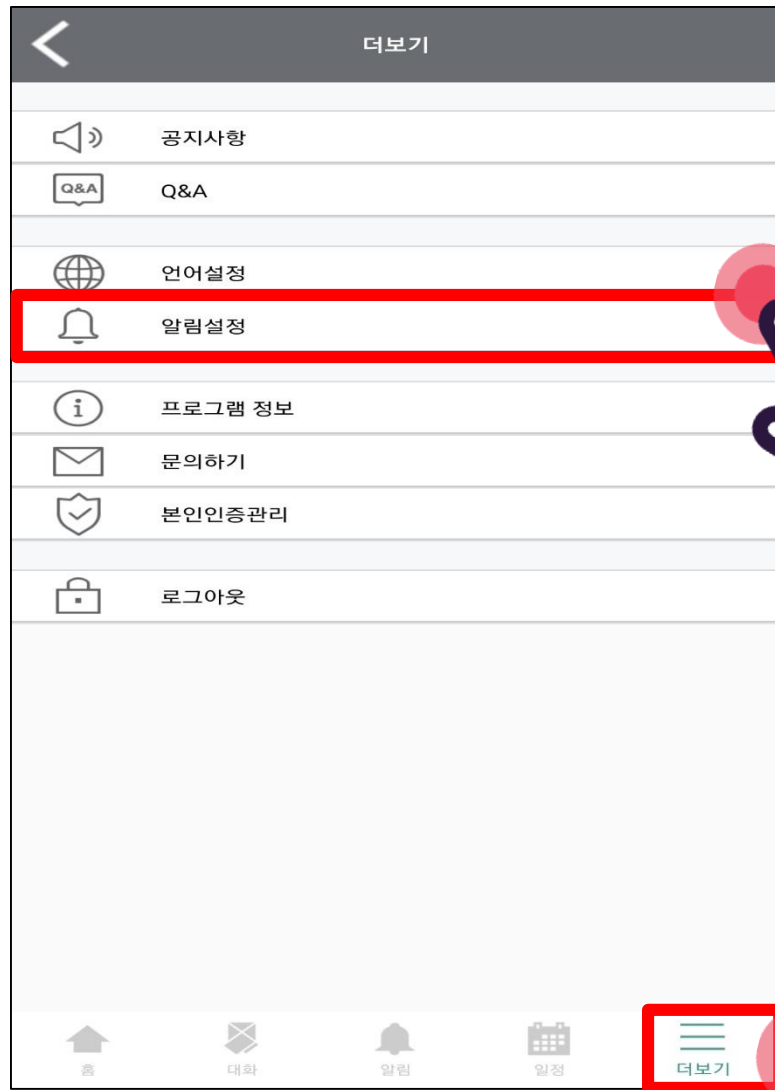 더보기
공지사항
Q&A
Q&A
언어설정
알림설정
i
프로그램 정보
문의하기
본인인증관리
로그아웃
홈
대화
알림
일정
더보기